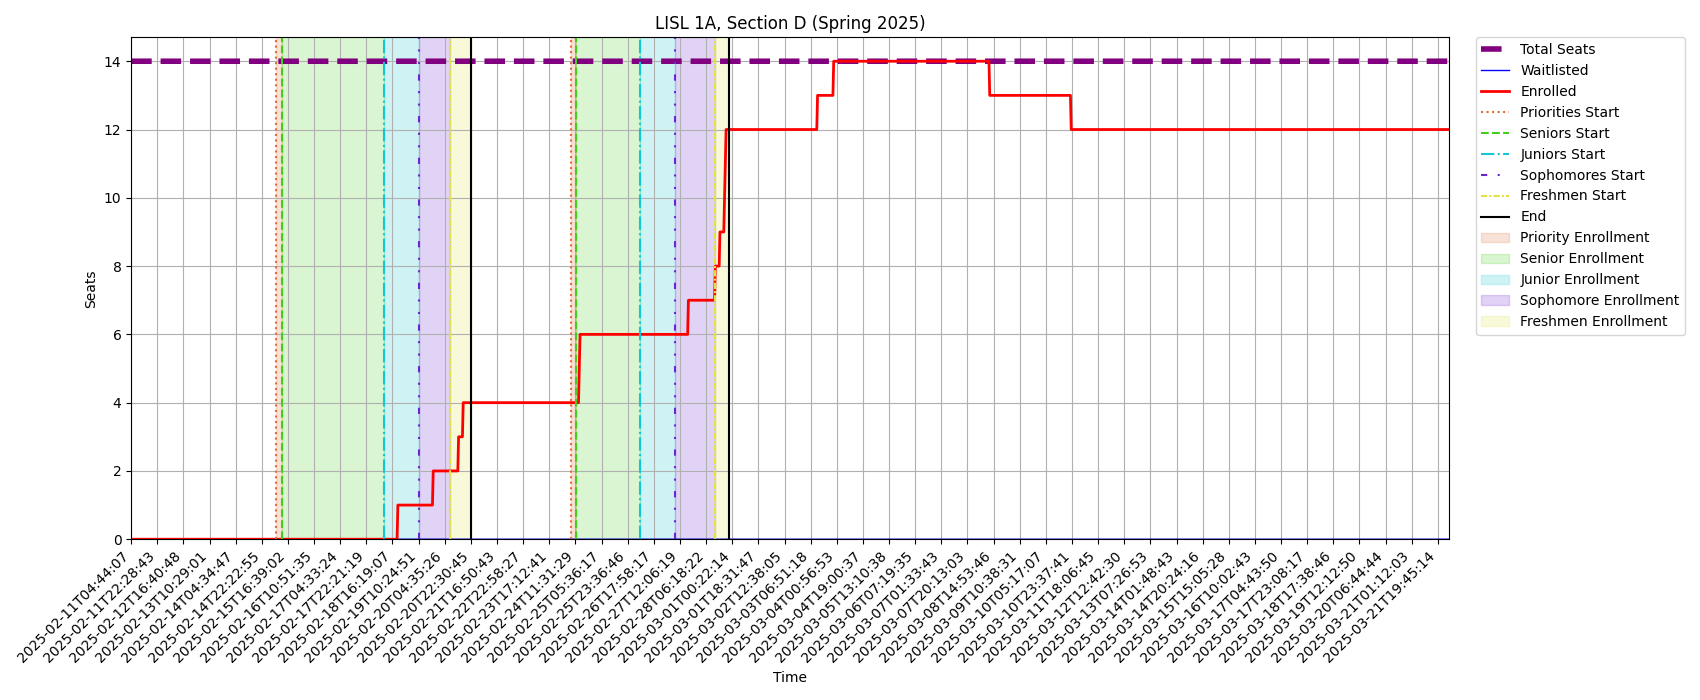 LISL 1A, Section D (Spring 2025)
Seats
14
12
10
8
6
4
2
0
2025-02-11T04:44:07
2025-02-11T22:28:43
2025-02-12T16:40:48
2025-02-13T10:29:01
2025-02-14T04:34:47
2025-02-14T22:22:55
2025-02-15T16:39:02
2025-02-16T10:51:35
2025-02-17T04:33:24
2025-02-17T22:21:19
2025-02-18T16:19:07
2025-02-19T10:24:51
2025-02-20T04:35:26
2025-02-20T22:30:45
2025-02-21T16:50:43
2025-02-22T22:58:27
2025-02-23T17:12:41
2025-02-24T11:31:29
2025-02-25T05:36:17
2025-02-25T23:36:46
2025-02-26T17:58:17
2025-02-27T12:06:19
2025-02-28T06:18:22
2025-03-01T00:22:14
2025-03-01T18:31:47
2025-03-02T12:38:05
2025-03-03T06:51:18
2025-03-04T00:56:53
2025-03-04T19:00:37
2025-03-05T13:10:38
2025-03-06T07:19:35
2025-03-07T01:33:43
2025-03-07T20:13:03
2025-03-08T14:53:46
2025-03-09T10:38:31
2025-03-10T05:17:07
2025-03-10T23:37:41
2025-03-11T18:06:45
2025-03-12T12:42:30
2025-03-13T07:26:53
2025-03-14T01:48:43
2025-03-14T20:24:16
2025-03-15T15:05:28
2025-03-16T10:02:43
2025-03-17T04:43:50
2025-03-17T23:08:17
2025-03-18T17:38:46
2025-03-19T12:12:50
2025-03-20T06:44:44
2025-03-21T01:12:03
2025-03-21T19:45:14
Time
Total Seats
Waitlisted
Enrolled
Priorities Start
Seniors Start
Juniors Start
Sophomores Start
Freshmen Start
End
Priority Enrollment
Senior Enrollment
Junior Enrollment
Sophomore Enrollment
Freshmen Enrollment